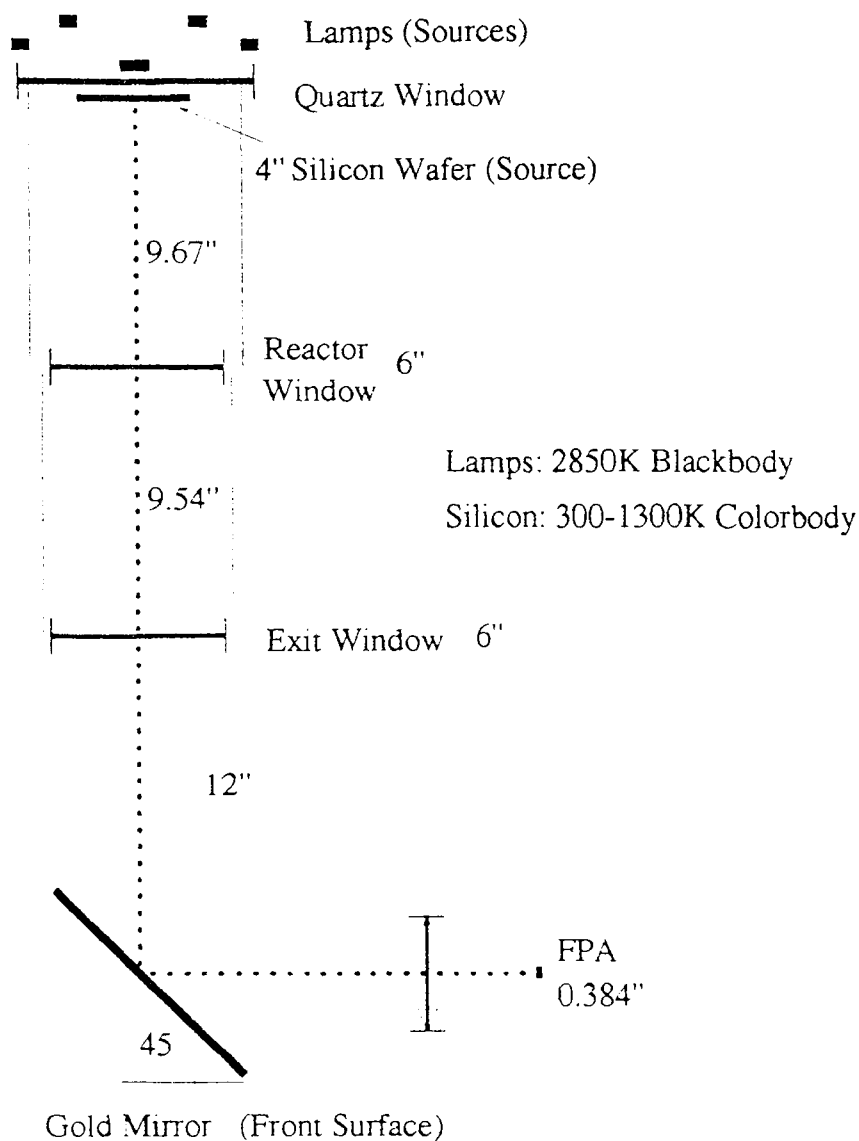 Lamps (Sources)
Quartz Window
4" Silicon Wafer (Source)
9.67"
Reactor 6"
Window
Lamps: 2850K Blackbody
9.54"
Silicon: 300-1300K Colorbody
Exit Window 6"
12"
FPA
0.384"
45
Gold Mirror (Front Surface)